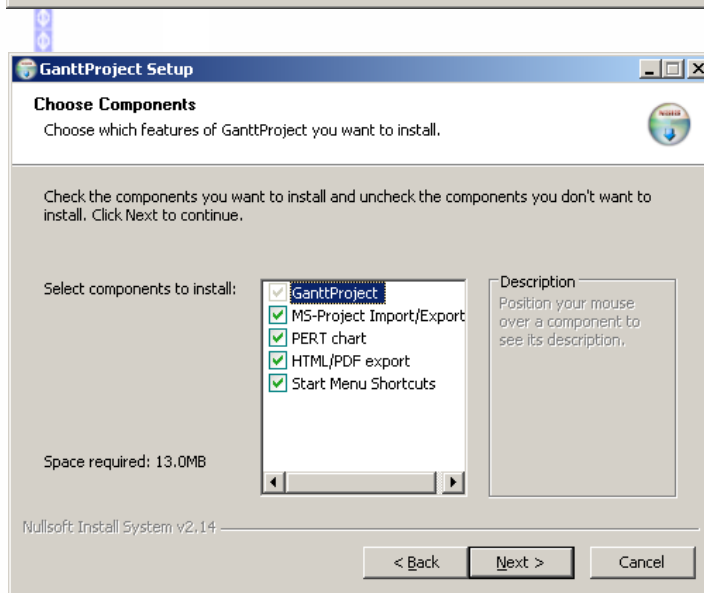 GanttProject Setup
Choose Components
Choose which features of GanttProject you want to install.
Check the components you want to install and uncheck the components you don't want to
install. Click Next to continue.
Select components to install:
GanttProject
MS-Project Import/Export
PERT chart
HTML/PDF export
Start Menu Shortcuts
Description
Position your mouse
over a component to
see its description.
Space required: 13.0MB
Nullsoft Install System v2.14
< Back
Next >
Cancel